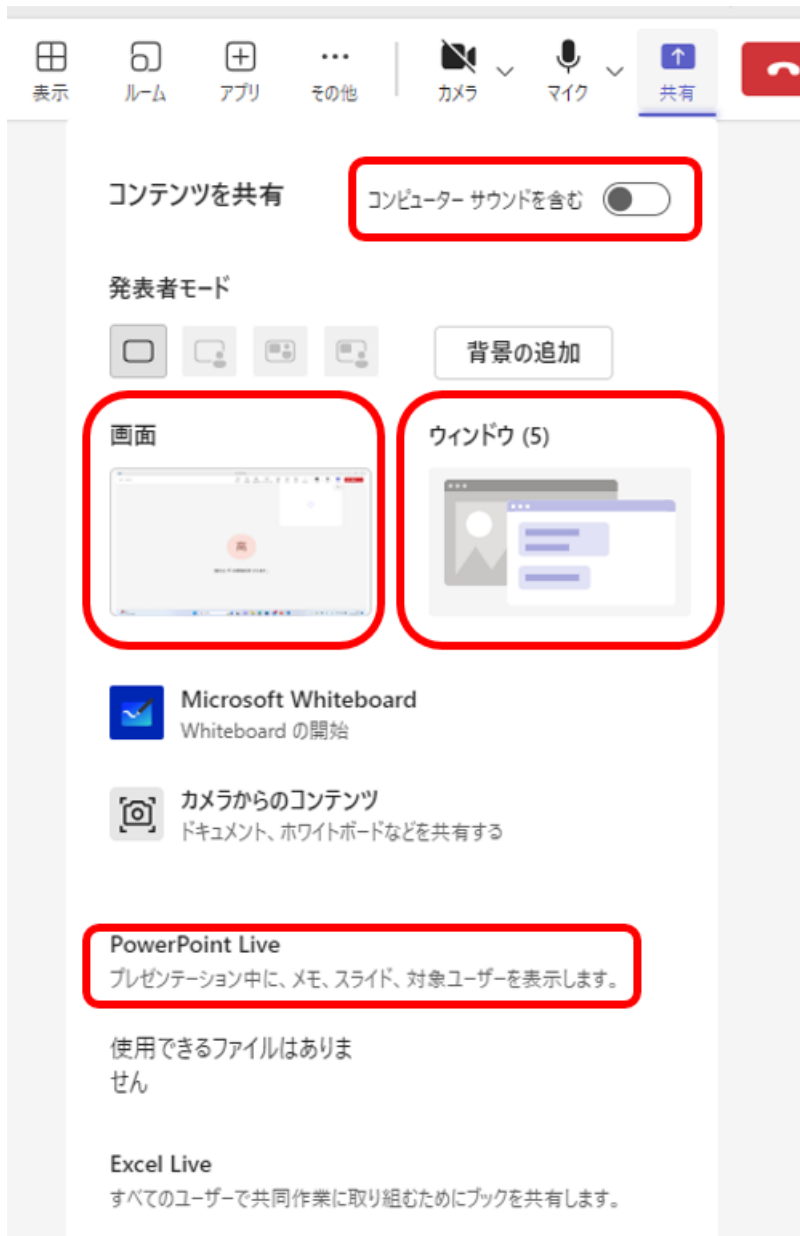 表示 ルーム アプリ その他 カメラ マイク 共有
コンテンツを共有 コンピューター サウンドを含む
発表者モード
背景の追加
画面 ウィンドウ (5)
高
Microsoft Whiteboard
Whiteboard の開始
カメラからのコンテンツ
ドキュメント、ホワイトボードなどを共有する
PowerPoint Live
プレゼンテーション中に、メモ、スライド、対象ユーザーを表示します。
使用できるファイルはありま
せん
Excel Live
すべてのユーザーで共同作業に取り組むためにブックを共有します。